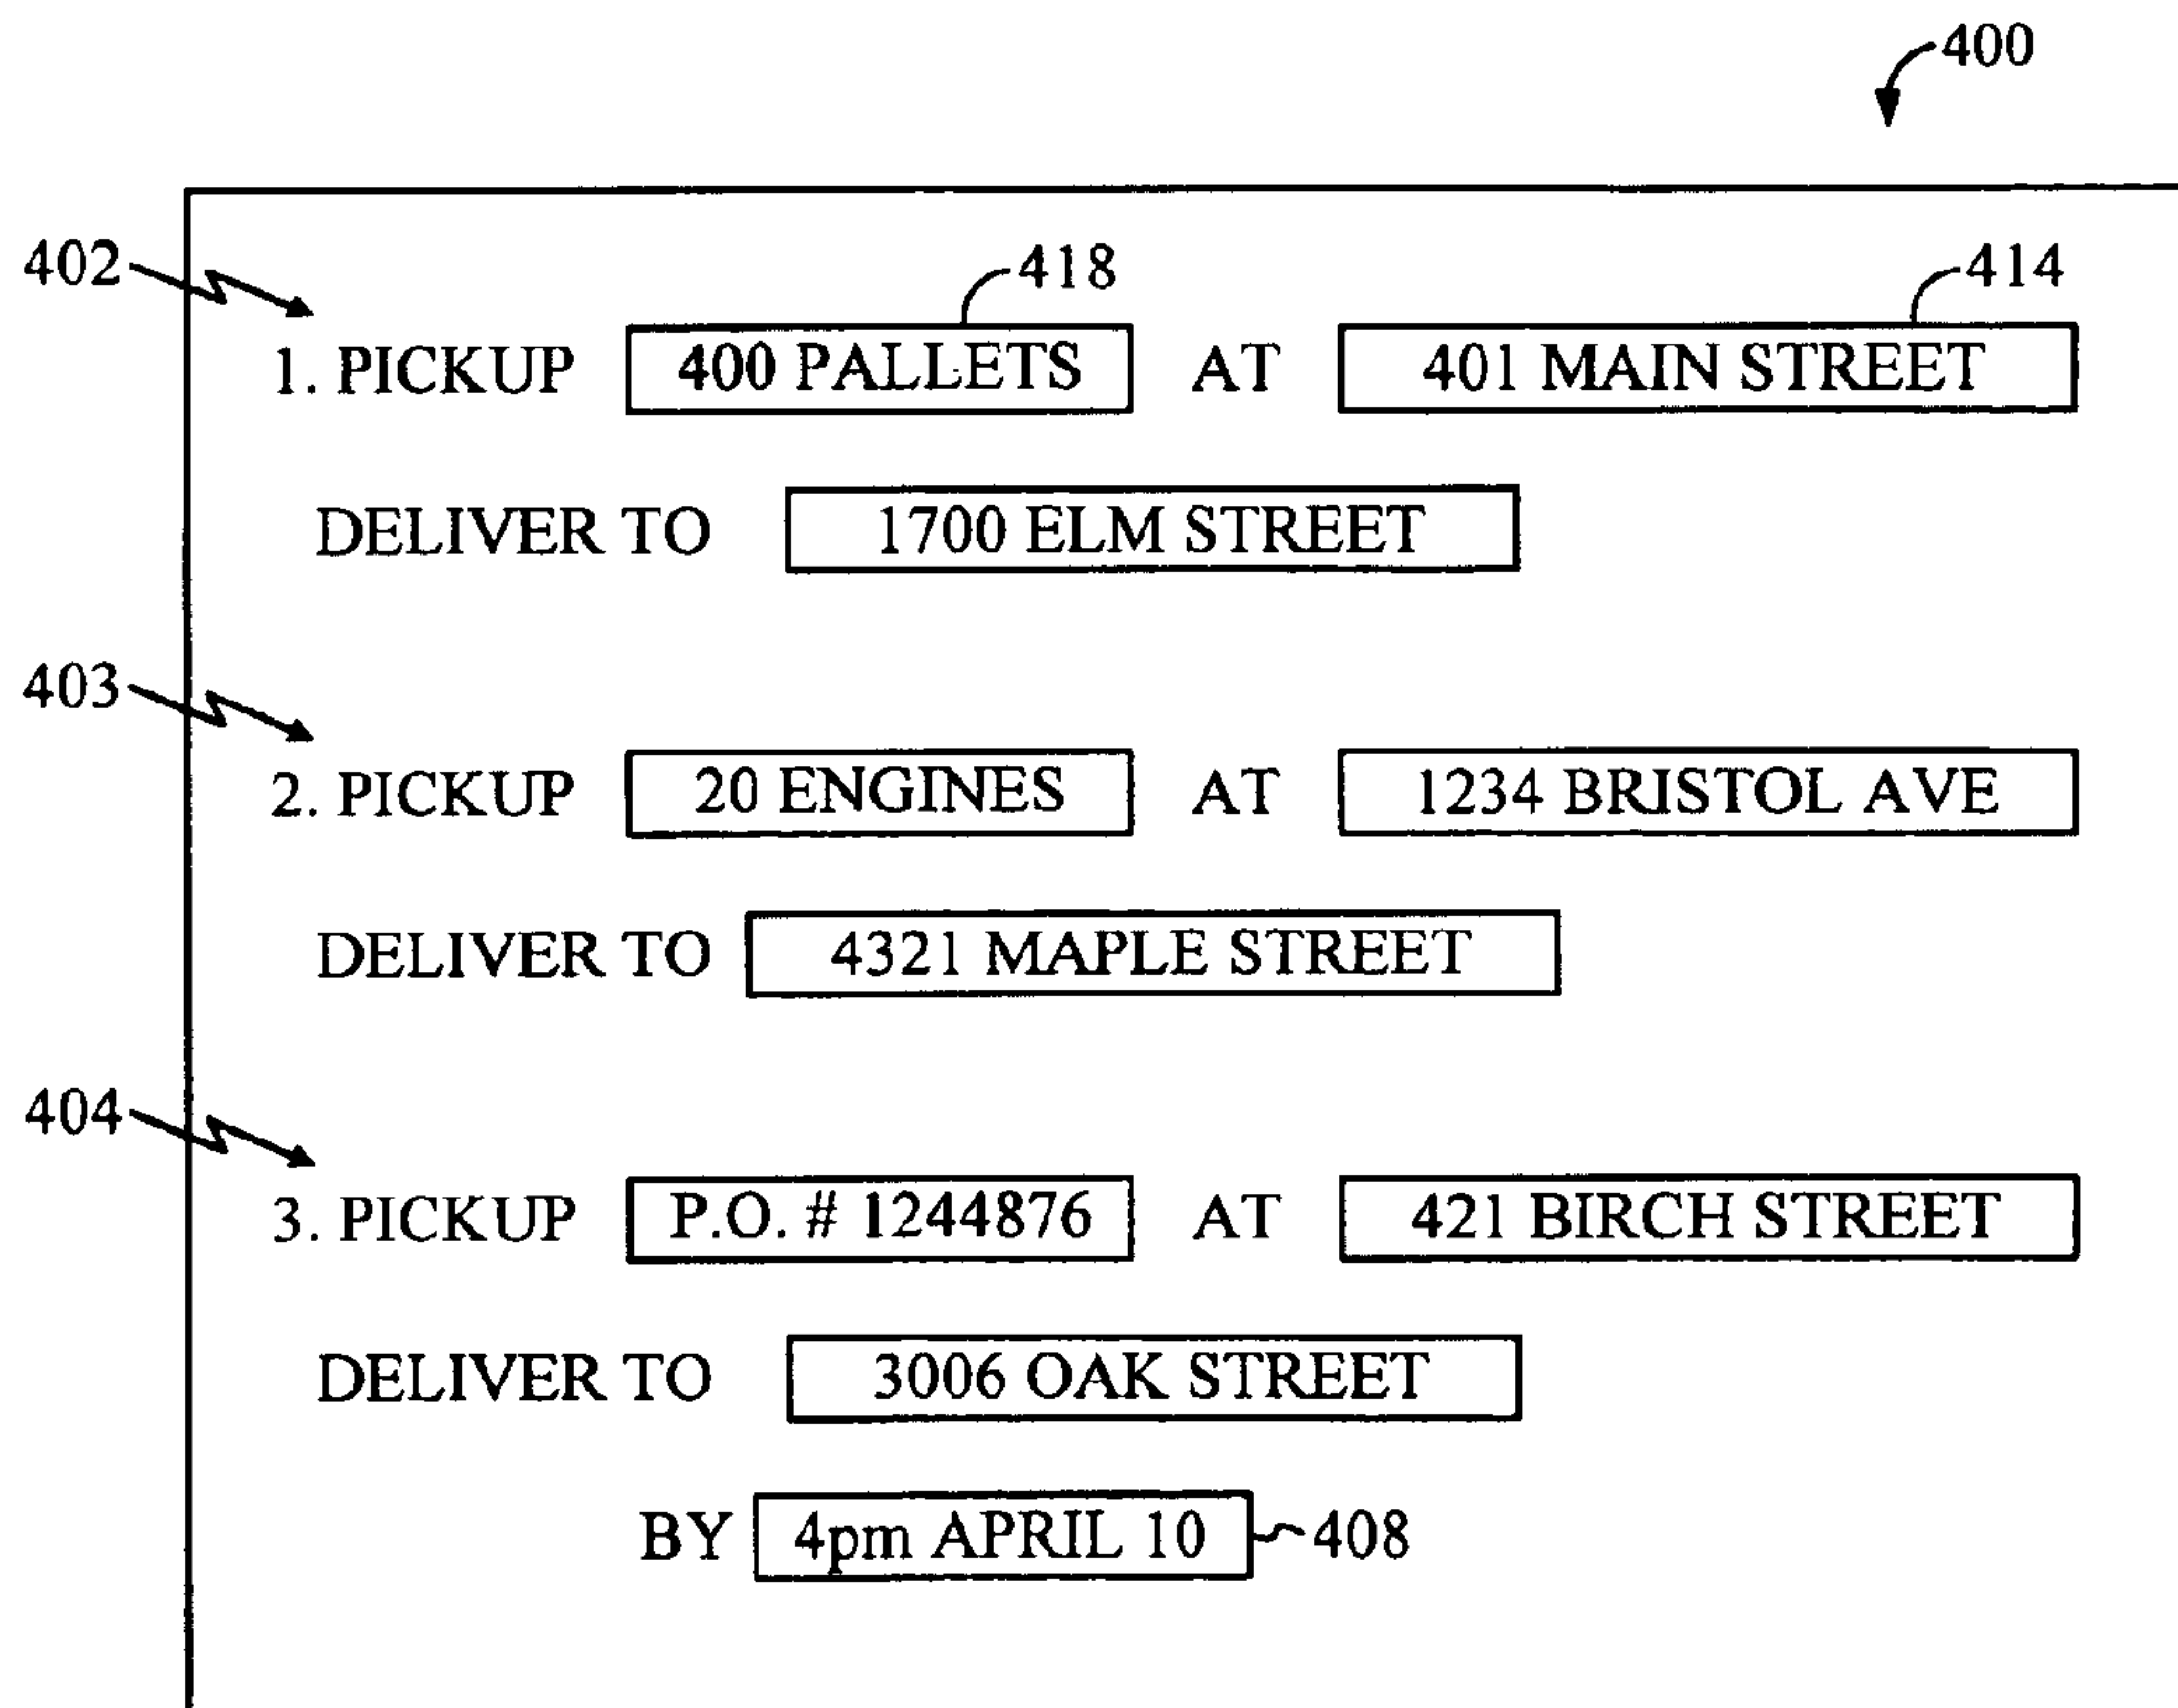 400
402 418 414
1. PICKUP 400 PALLETS AT 401 MAIN STREET
DELIVER TO 1700 ELM STREET
403
2. PICKUP 20 ENGINES AT 1234 BRISTOL AVE
DELIVER TO 4321 MAPLE STREET
404
3. PICKUP P.O. # 1244876 AT 421 BIRCH STREET
DELIVER TO 3006 OAK STREET
BY 4pm APRIL 10 408